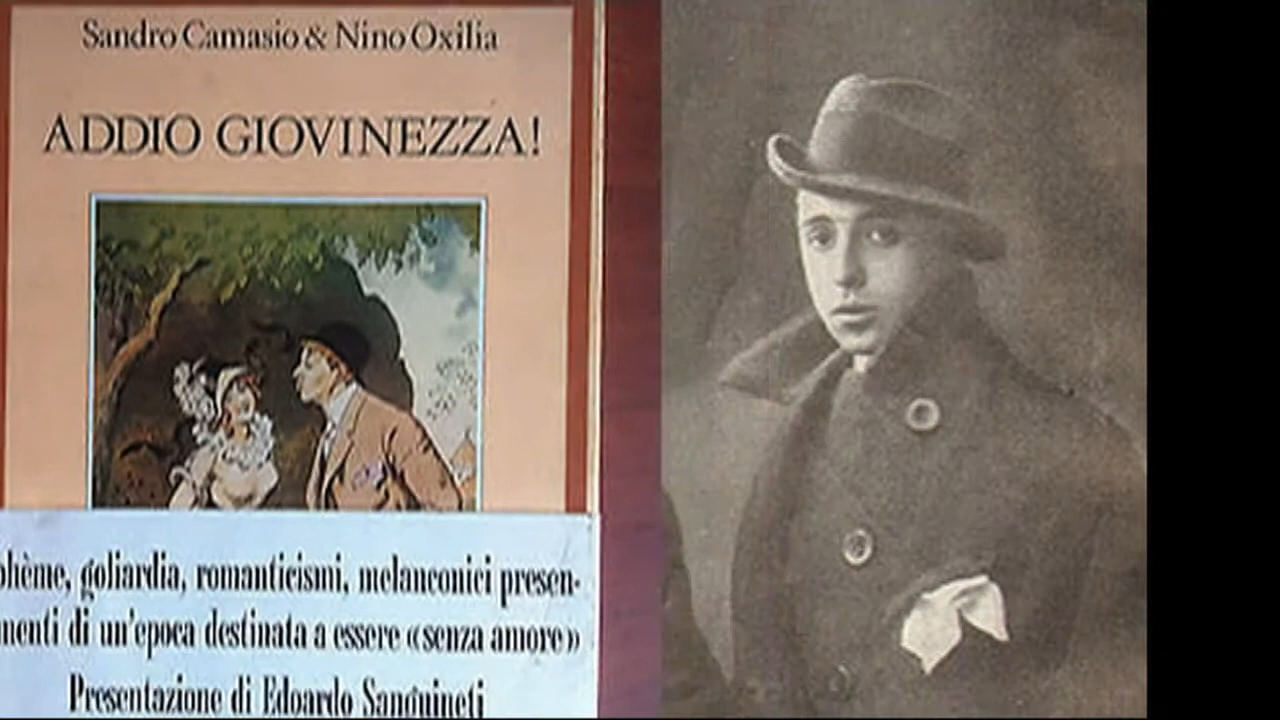 Sandro Camasio & Nino Oxilia
ADDIO GIOVINEZZA!
ohème, goliardia, romanticismi, melanconici presen-
menti di un'epoca destinata a essere «senza amore»
Presentazione di Edoardo Sanguineti